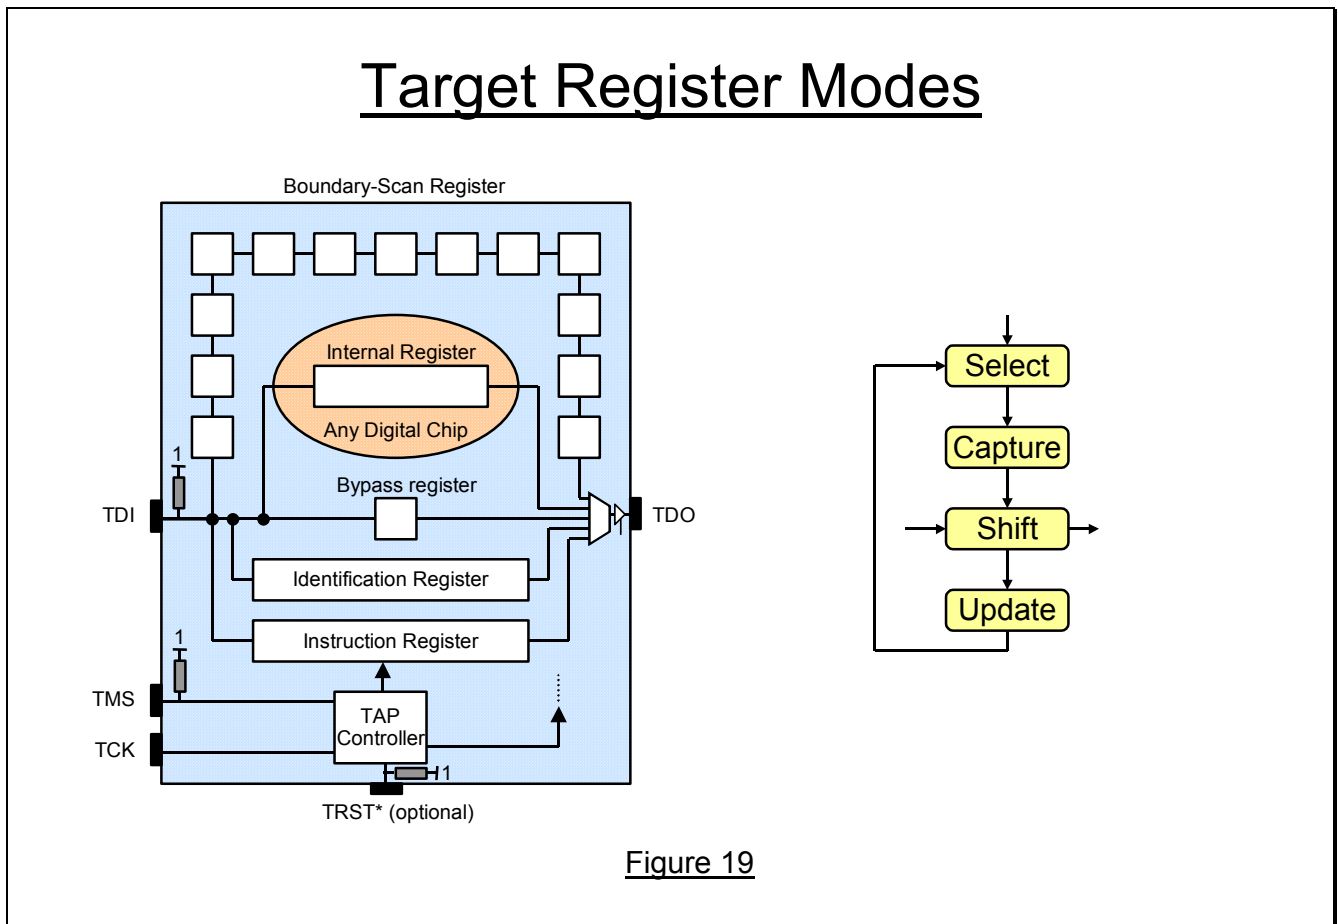 Target Register Modes
Boundary-Scan Register
Internal Register
Any Digital Chip
1
Bypass register
TDI
TDO
Identification Register
Instruction Register
1
TMS
TAP
Controller
TCK
1
TRST* (optional)
Select
Capture
Shift
Update
Figure 19